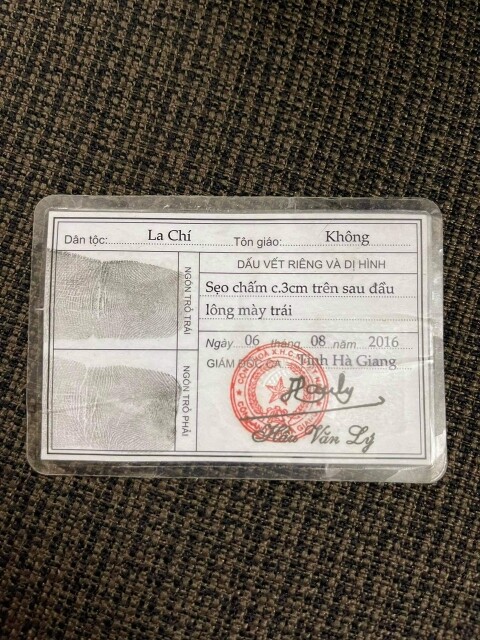 Dân tộc: La Chí Tôn giáo: Không
NGÓN TRỎ TRÁI
NGÓN TRỎ PHẢI
DẤU VẾT RIÊNG VÀ DỊ HÌNH
Sẹo chấm c.3cm trên sau đầu
lông mày trái
Ngày 06 tháng 08 năm 2016
GIÁM ĐỐC CA Tỉnh Hà Giang
Văn Lý